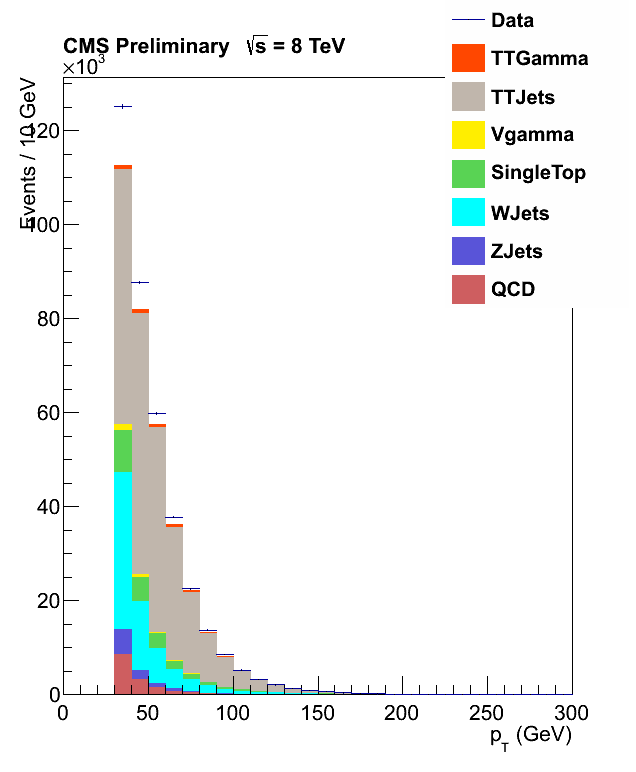 CMS Preliminary √s = 8 TeV
×10³
Events / 10 GeV
120
100
80
60
40
20
0
0 50 100 150 200 250 300
p_T (GeV)
Data
TTGamma
TTJets
Vgamma
SingleTop
WJets
ZJets
QCD